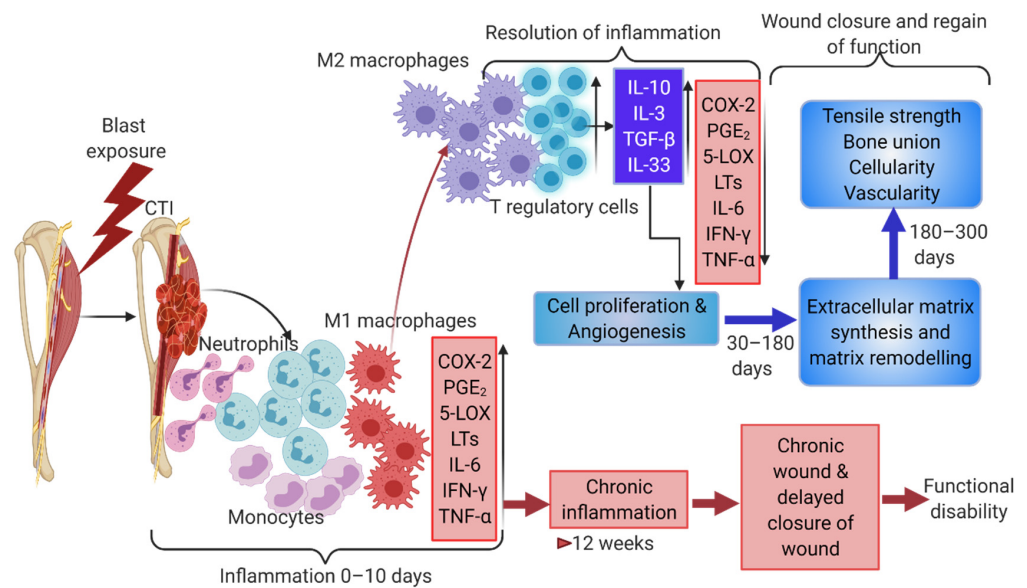 Blast
exposure
CTI
Neutrophils
Monocytes
M1 macrophages
COX-2
PGE₂
5-LOX
LTs
IL-6
IFN-γ
TNF-α
Inflammation 0–10 days
M2 macrophages
Resolution of inflammation
T regulatory cells
IL-10
IL-3
TGF-β
IL-33
COX-2
PGE₂
5-LOX
LTs
IL-6
IFN-γ
TNF-α
Cell proliferation &
Angiogenesis
30–180
days
Extracellular matrix
synthesis and
matrix remodelling
180–300
days
Wound closure and regain
of function
Tensile strength
Bone union
Cellularity
Vascularity
Chronic
inflammation
12 weeks
Chronic
wound &
delayed
closure of
wound
Functional
disability